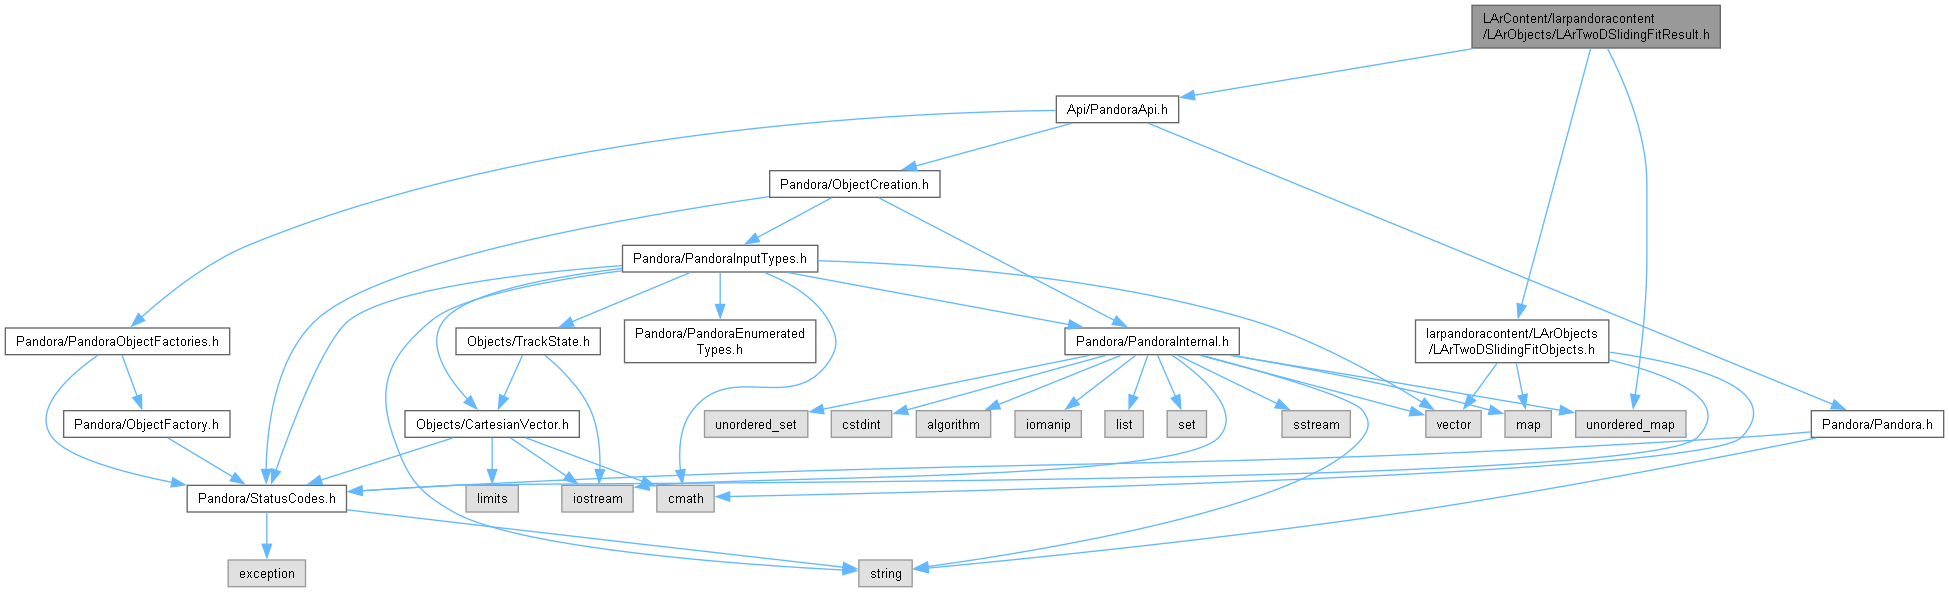 LArContent/larpandoracontent
/LArObjects/LArTwoDSlidingFitResult.h
Api/PandoraApi.h
Pandora/ObjectCreation.h
Pandora/PandoraInputTypes.h
Pandora/PandoraObjectFactories.h
Objects/TrackState.h
Pandora/PandoraEnumerated
Types.h
Pandora/PandoraInternal.h
larpandoracontent/LArObjects
/LArTwoDSlidingFitObjects.h
Pandora/ObjectFactory.h
Objects/CartesianVector.h
unordered_set
cstdint
algorithm
iomanip
list
set
sstream
vector
map
unordered_map
Pandora/Pandora.h
Pandora/StatusCodes.h
limits
iostream
cmath
exception
string